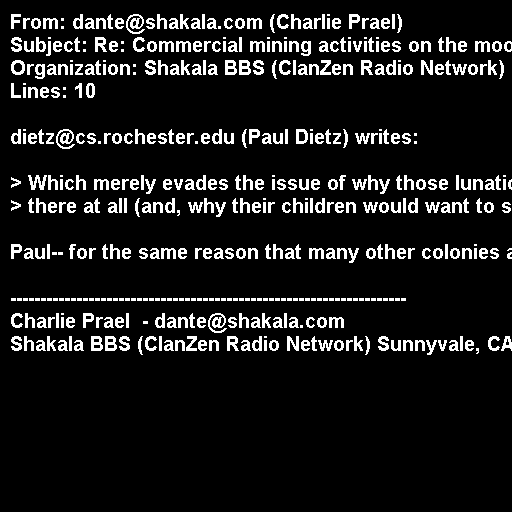 From: dante@shakala.com (Charlie Prael)
Subject: Re: Commercial mining activities on the
Organization: Shakala BBS (ClanZen Radio Network)
Lines: 10
dietz@cs.rochester.edu (Paul Dietz) writes:
> Which merely evades the issue of why those
> there at all (and, why their children would want to
Paul-- for the same reason that many other colonies
------------------------------------------------------------------
Charlie Prael  - dante@shakala.com
Shakala BBS (ClanZen Radio Network) Sunnyvale, CA